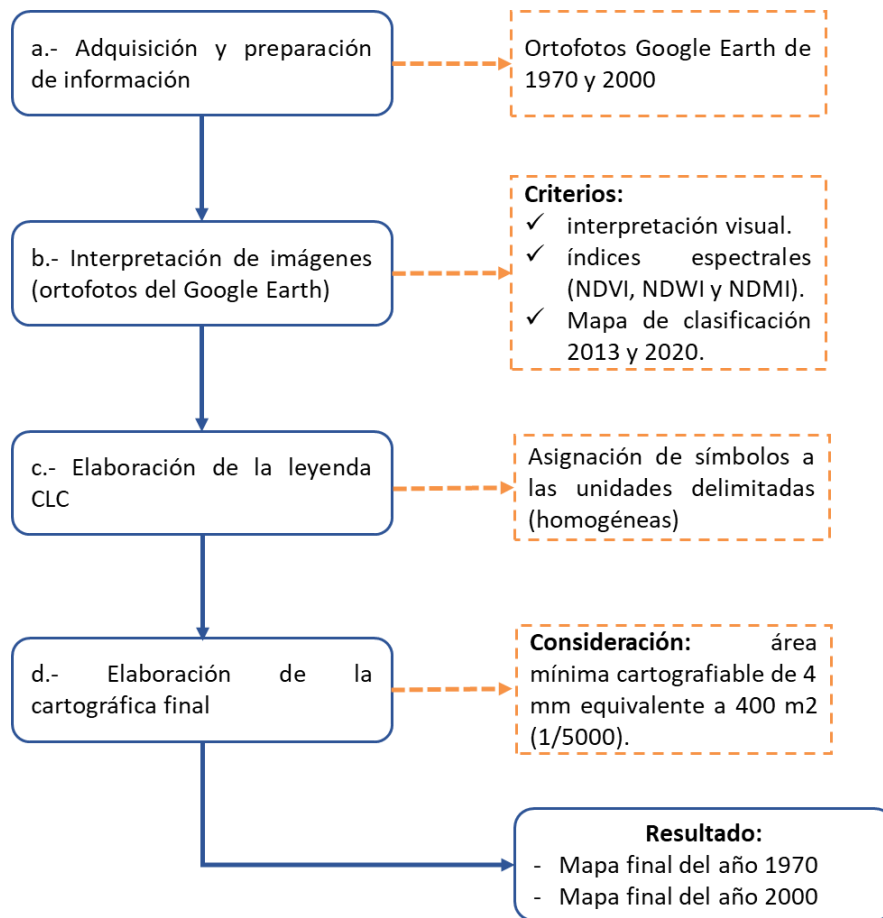 a.- Adquisición y preparación
de información
Ortofotos Google Earth de
1970 y 2000
b.- Interpretación de imágenes
(ortofotos del Google Earth)
Criterios:
✓ interpretación visual.
✓ índices espectrales
(NDVI, NDWI y NDMI).
✓ Mapa de clasificación
2013 y 2020.
c.- Elaboración de la leyenda
CLC
Asignación de símbolos a
las unidades delimitadas
(homogéneas)
d.- Elaboración de la
cartográfica final
Consideración: área
mínima cartografiable de 4
mm equivalente a 400 m2
(1/5000).
Resultado:
- Mapa final del año 1970
- Mapa final del año 2000